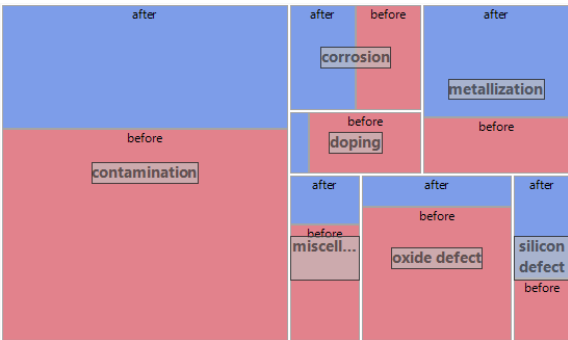 after
before
contamination
after
before
corrosion
before
doping
after
metallization
before
after
before
miscell...
after
before
oxide defect
after
silicon
defect
before